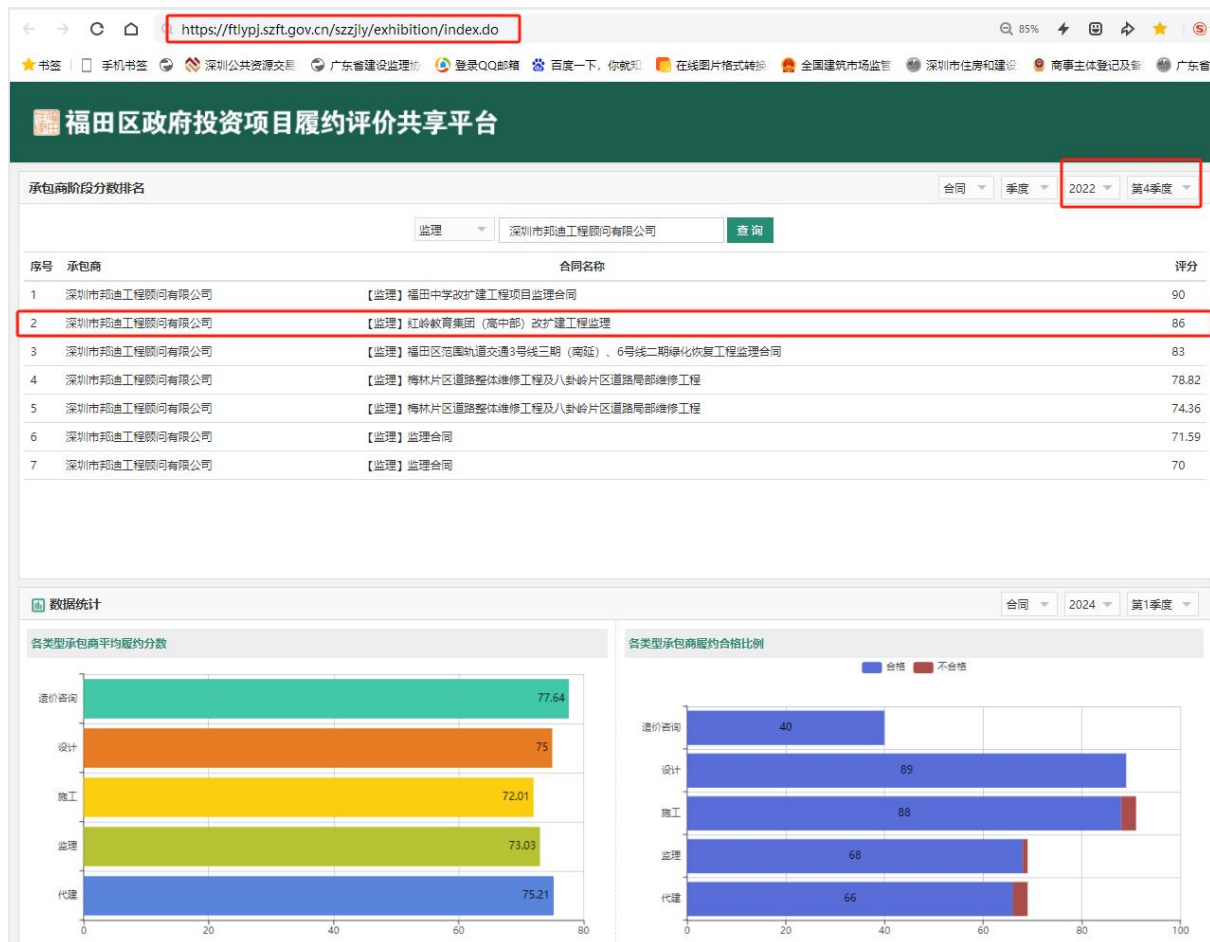 https://ftlypj.szft.gov.cn/szzjly/exhibition/index.do
85%
书签 手机书签 深圳公共资源交易 广东省建设监理协 登录QQ邮箱 百度一下，你就知 在线图片格式转换 全国建筑市场监管 深圳市住房和建设 商事主体登记及备 广东省
福田区政府投资项目履约评价共享平台
承包商阶段分数排名 合同 季度 2022 第4季度
监理 深圳市邦迪工程顾问有限公司 查询
序号 承包商 合同名称 评分
1 深圳市邦迪工程顾问有限公司 【监理】福田中学改扩建工程项目监理合同 90
2 深圳市邦迪工程顾问有限公司 【监理】红岭教育集团（高中部）改扩建工程监理 86
3 深圳市邦迪工程顾问有限公司 【监理】福田区范围轨道交通3号线三期（南延）、6号线二期绿化恢复工程监理合同 83
4 深圳市邦迪工程顾问有限公司 【监理】梅林片区道路整体维修工程及八卦岭片区道路局部维修工程 78.82
5 深圳市邦迪工程顾问有限公司 【监理】梅林片区道路整体维修工程及八卦岭片区道路局部维修工程 74.36
6 深圳市邦迪工程顾问有限公司 【监理】监理合同 71.59
7 深圳市邦迪工程顾问有限公司 【监理】监理合同 70
数据统计 合同 2024 第1季度
各类型承包商平均履约分数
造价咨询 77.64
设计 75
施工 72.01
监理 73.03
代建 75.21
0 20 40 60 80
各类型承包商履约合格比例
合格 不合格
造价咨询 40
设计 89
施工 88
监理 68
代建 66
0 20 40 60 80 100